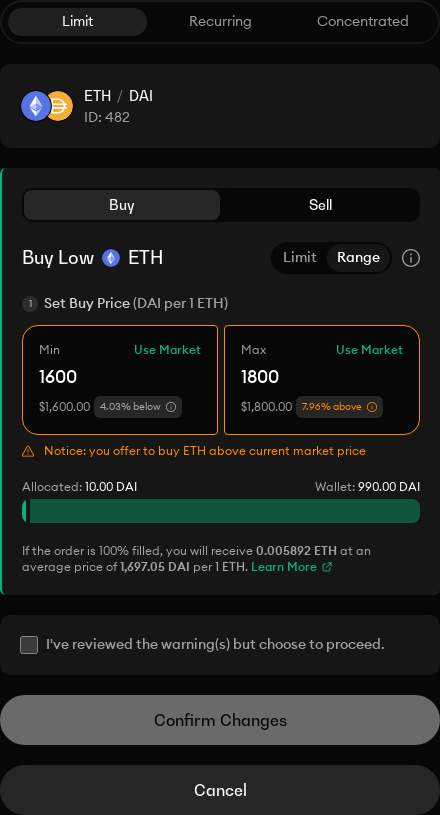 Limit Recurring Concentrated
ETH / DAI
ID: 482
Buy Sell
Buy Low ETH Limit Range
1 Set Buy Price (DAI per 1 ETH)
Min Use Market Max Use Market
1600 1800
$1,600.00 4.03% below $1,800.00 7.96% above
Notice: you offer to buy ETH above current market price
Allocated: 10.00 DAI Wallet: 990.00 DAI
If the order is 100% filled, you will receive 0.005892 ETH at an
average price of 1,697.05 DAI per 1 ETH. Learn More
I've reviewed the warning(s) but choose to proceed.
Confirm Changes
Cancel